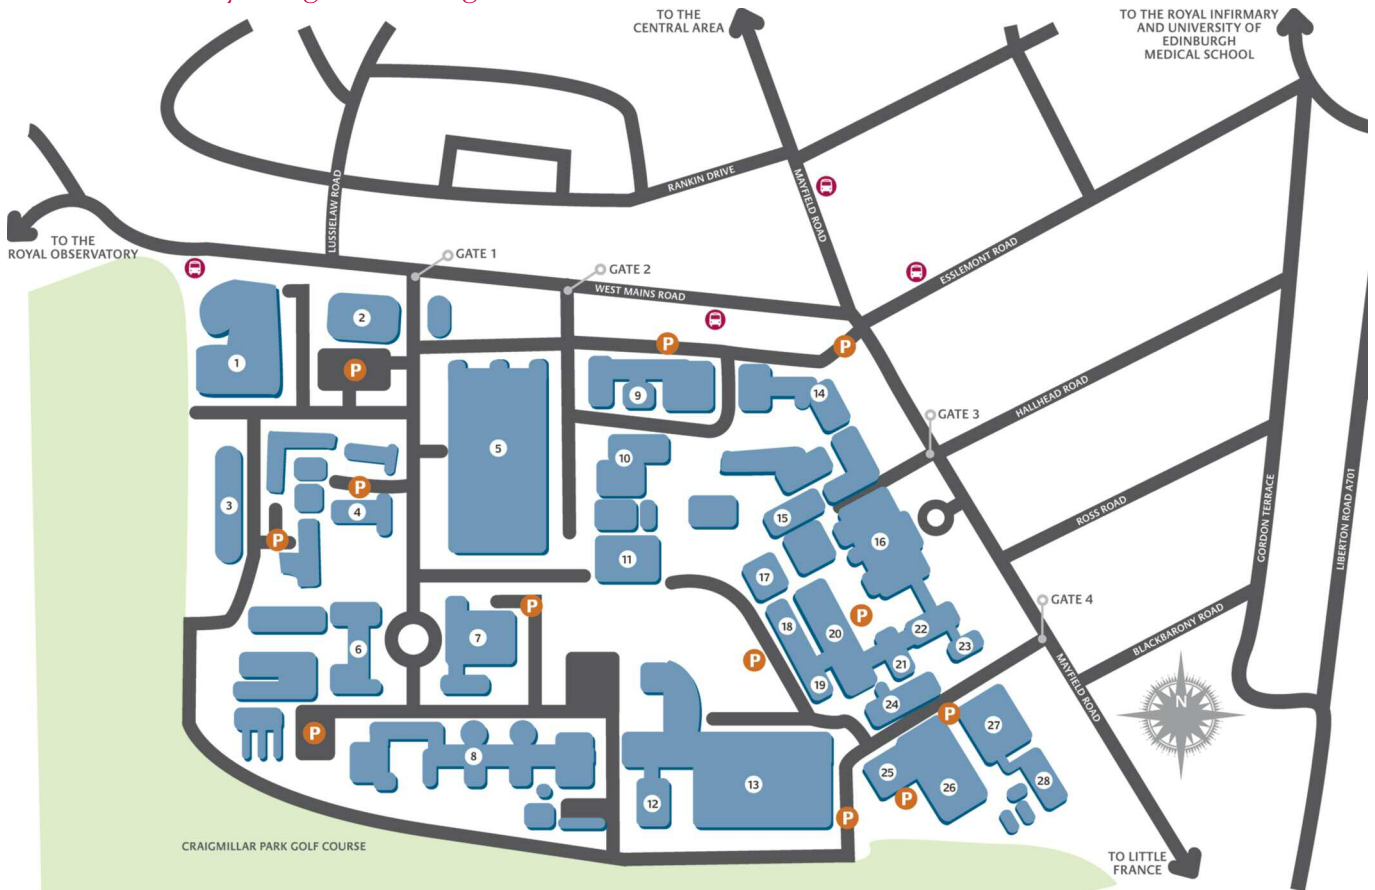 TO THE
CENTRAL AREA
TO THE ROYAL INFIRMARY
AND UNIVERSITY OF
EDINBURGH
MEDICAL SCHOOL
RANKIN DRIVE
LUSSIELAW ROAD
MAYFIELD ROAD
TO THE
ROYAL OBSERVATORY
GATE 1
GATE 2
WEST MAINS ROAD
ESSLEMONT ROAD
1
2
P
P
P
9
14
HALLHEAD ROAD
GATE 3
5
10
3
P
4
P
15
16
ROSS ROAD
GORDON TERRACE
LIBERTON ROAD A701
11
17
GATE 4
BLACKBARONY ROAD
P
P
18
20
22
23
7
6
P
21
19
MAYFIELD ROAD
N
24
P
27
P
8
25
26
28
13
12
P
P
CRAIGMILLAR PARK GOLF COURSE
TO LITTLE
FRANCE